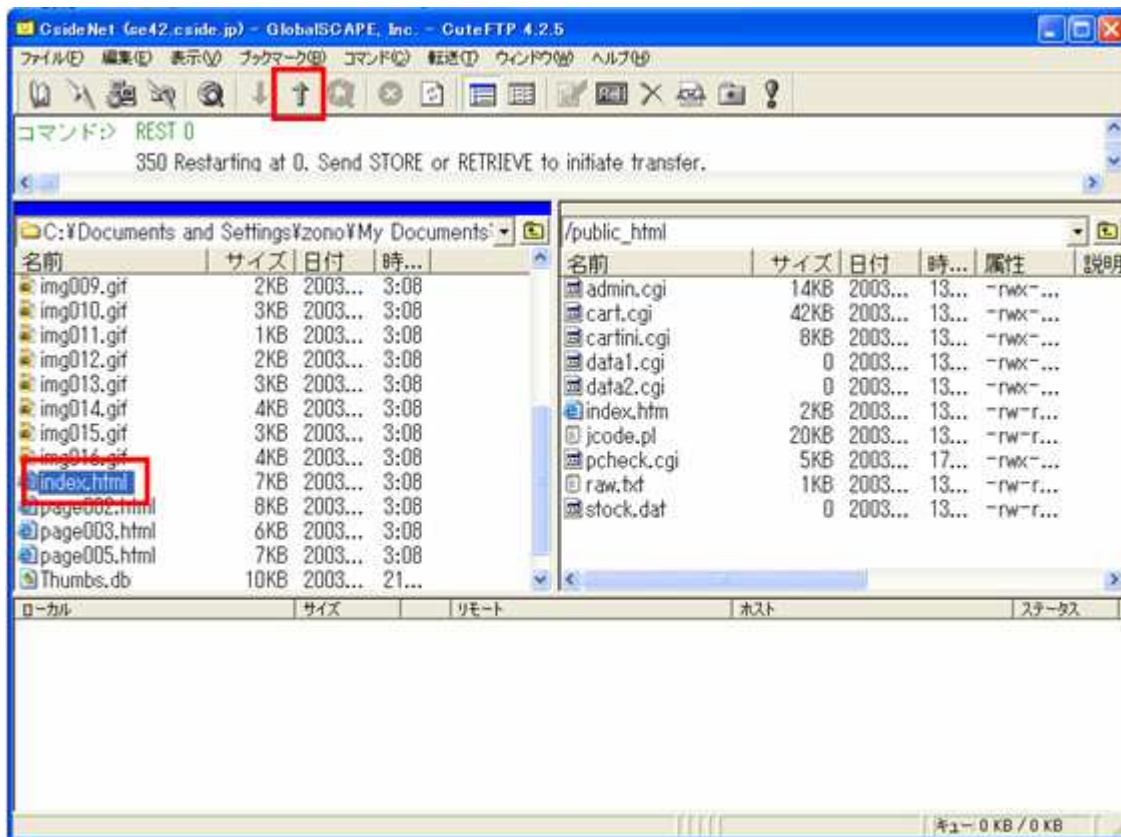 CsideNet (se42.cside.jp) - GlobalSCAPE, Inc. - CuteFTP 4.2.5
ファイル(F) 編集(E) 表示(V) ブックマーク(B) コマンド(C) 転送(T) ウィンドウ(W) ヘルプ(H)
コマンド:> REST 0
350 Restarting at 0. Send STORE or RETRIEVE to initiate transfer.
C:¥Documents and Settings¥zono¥My Documents
名前 サイズ 日付 時...
img009.gif 2KB 2003... 3:08
img010.gif 3KB 2003... 3:08
img011.gif 1KB 2003... 3:08
img012.gif 2KB 2003... 3:08
img013.gif 3KB 2003... 3:08
img014.gif 4KB 2003... 3:08
img015.gif 3KB 2003... 3:08
img016.gif 4KB 2003... 3:08
index.html 7KB 2003... 3:08
page002.html 8KB 2003... 3:08
page003.html 6KB 2003... 3:08
page005.html 7KB 2003... 3:08
Thumbs.db 10KB 2003... 21...
/public_html
名前 サイズ 日付 時... 属性 説明
admin.cgi 14KB 2003... 13... -rwx-...
cart.cgi 42KB 2003... 13... -rwx-...
cartini.cgi 8KB 2003... 13... -rwx-...
data1.cgi 0 2003... 13... -rwx-...
data2.cgi 0 2003... 13... -rwx-...
index.htm 2KB 2003... 13... -rw-r...
jcode.pl 20KB 2003... 13... -rw-r...
pcheck.cgi 5KB 2003... 17... -rwx-...
raw.txt 1KB 2003... 13... -rw-r...
stock.dat 0 2003... 13... -rw-r...
ローカル サイズ リモート ホスト ステータス
キュー 0 KB / 0 KB